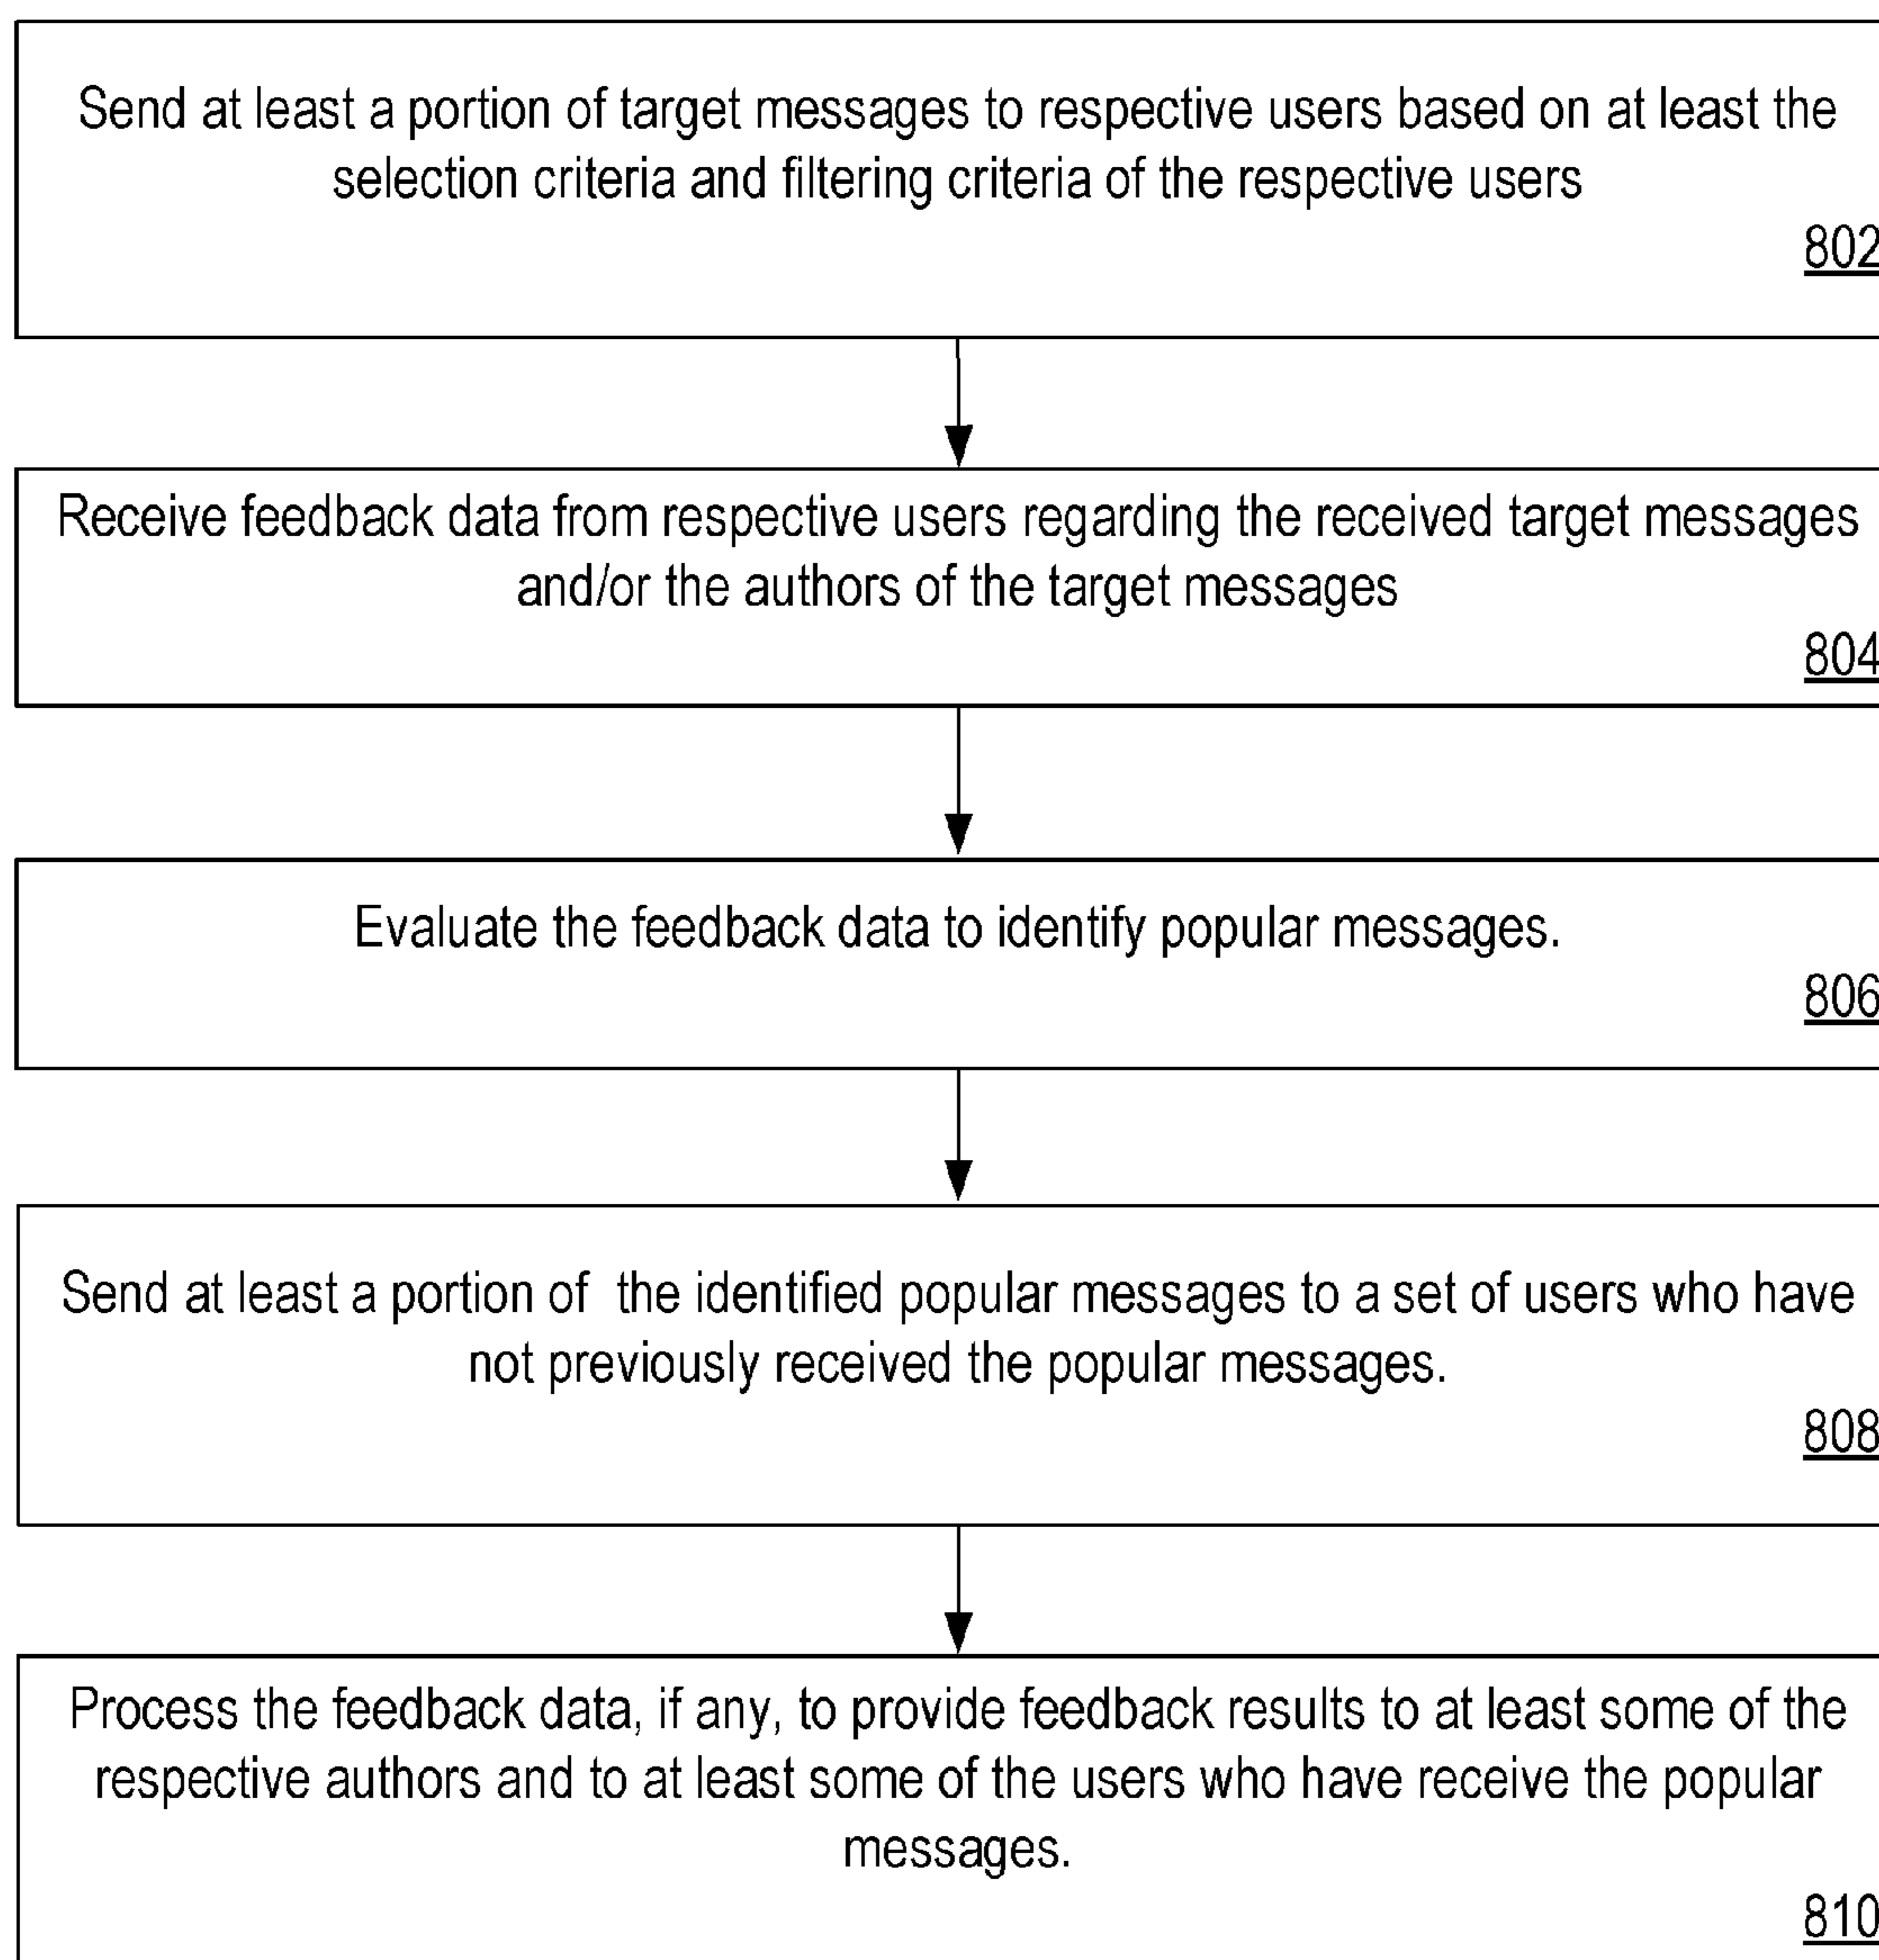 Send at least a portion of target messages to respective users based on at least the
selection criteria and filtering criteria of the respective users
802
Receive feedback data from respective users regarding the received target messages
and/or the authors of the target messages
804
Evaluate the feedback data to identify popular messages.
806
Send at least a portion of the identified popular messages to a set of users who have
not previously received the popular messages.
808
Process the feedback data, if any, to provide feedback results to at least some of the
respective authors and to at least some of the users who have receive the popular
messages.
810